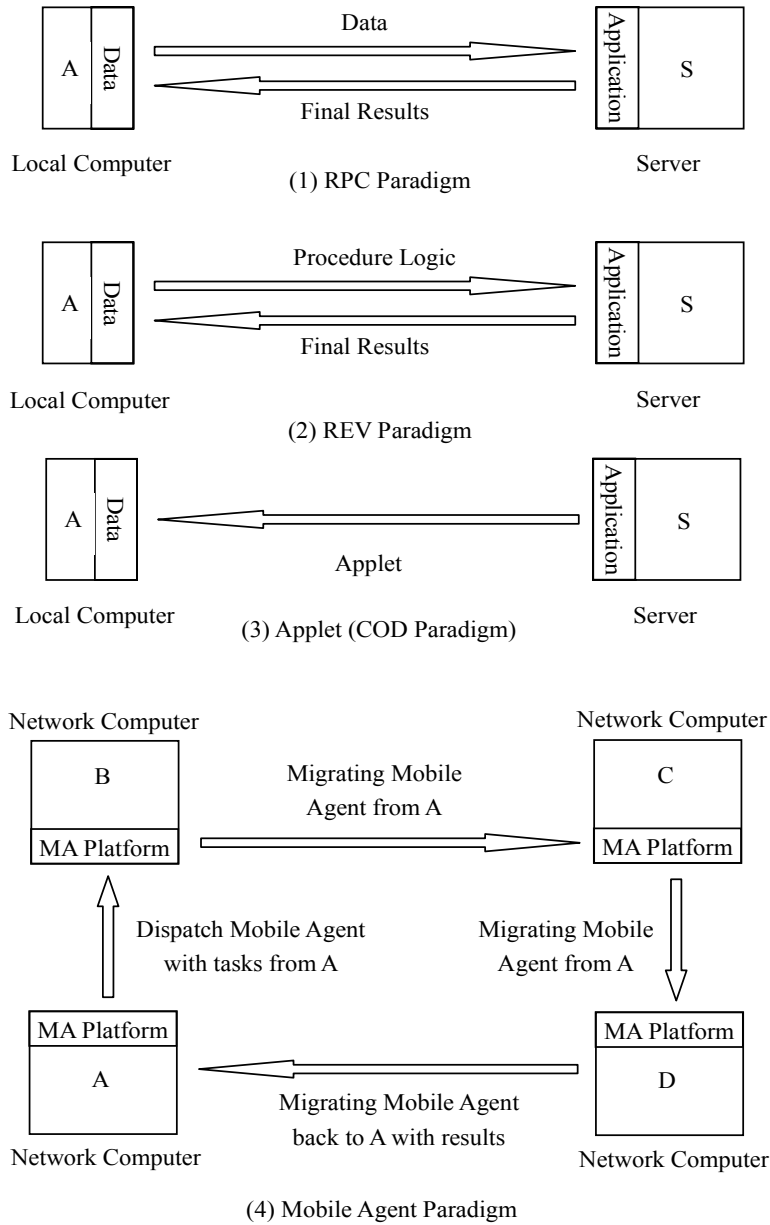 Data
A
Data
Application
S
Final Results
Local Computer
Server
(1) RPC Paradigm
Procedure Logic
A
Data
Application
S
Final Results
Local Computer
Server
(2) REV Paradigm
A
Data
Application
S
Applet
Local Computer
Server
(3) Applet (COD Paradigm)
Network Computer
Network Computer
B
C
Migrating Mobile
Agent from A
MA Platform
MA Platform
Dispatch Mobile Agent
with tasks from A
Migrating Mobile
Agent from A
MA Platform
MA Platform
A
D
Migrating Mobile Agent
back to A with results
Network Computer
Network Computer
(4) Mobile Agent Paradigm